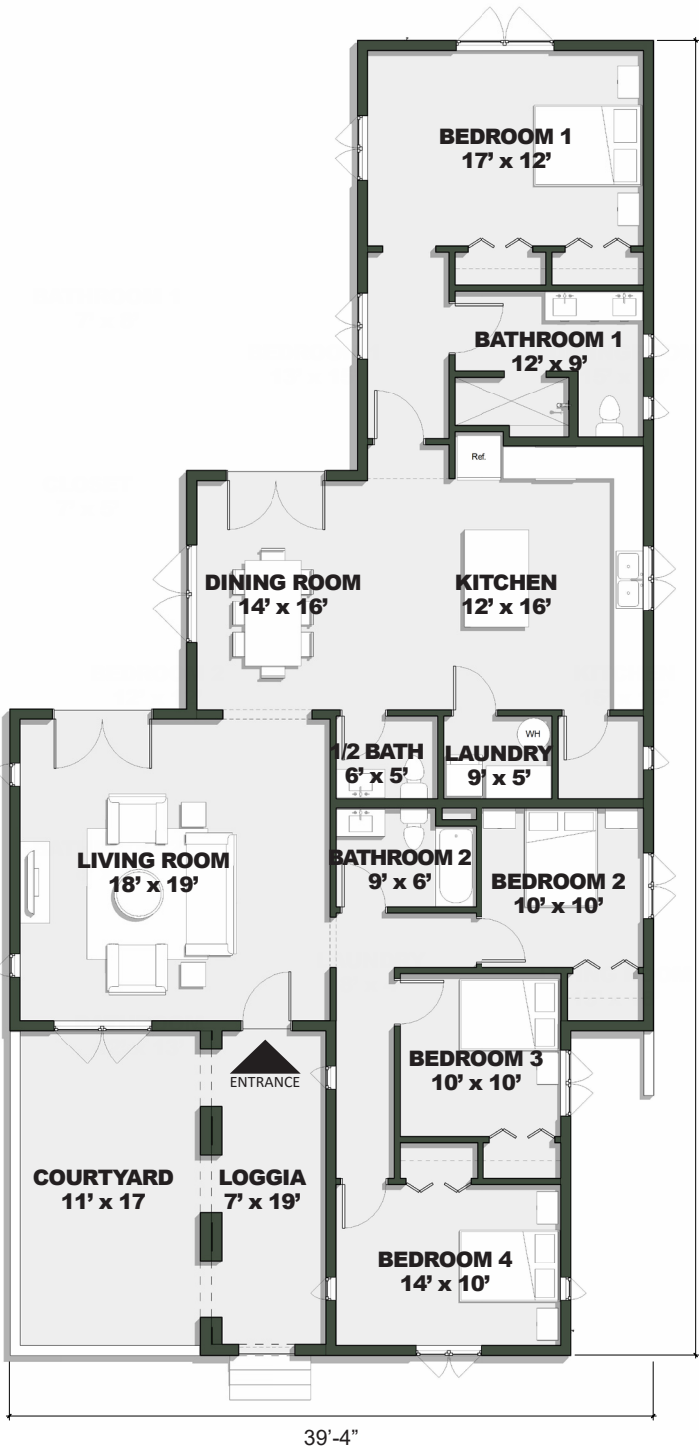 BEDROOM 1
17' x 12'
BATHROOM 1
12' x 9'
Ref.
DINING ROOM
14' x 16'
KITCHEN
12' x 16'
1/2 BATH
6' x 5'
LAUNDRY
9' x 5'
WH
LIVING ROOM
18' x 19'
BATHROOM 2
9' x 6'
BEDROOM 2
10' x 10'
BEDROOM 3
10' x 10'
ENTRANCE
COURTYARD
11' x 17
LOGGIA
7' x 19'
BEDROOM 4
14' x 10'
39'-4"